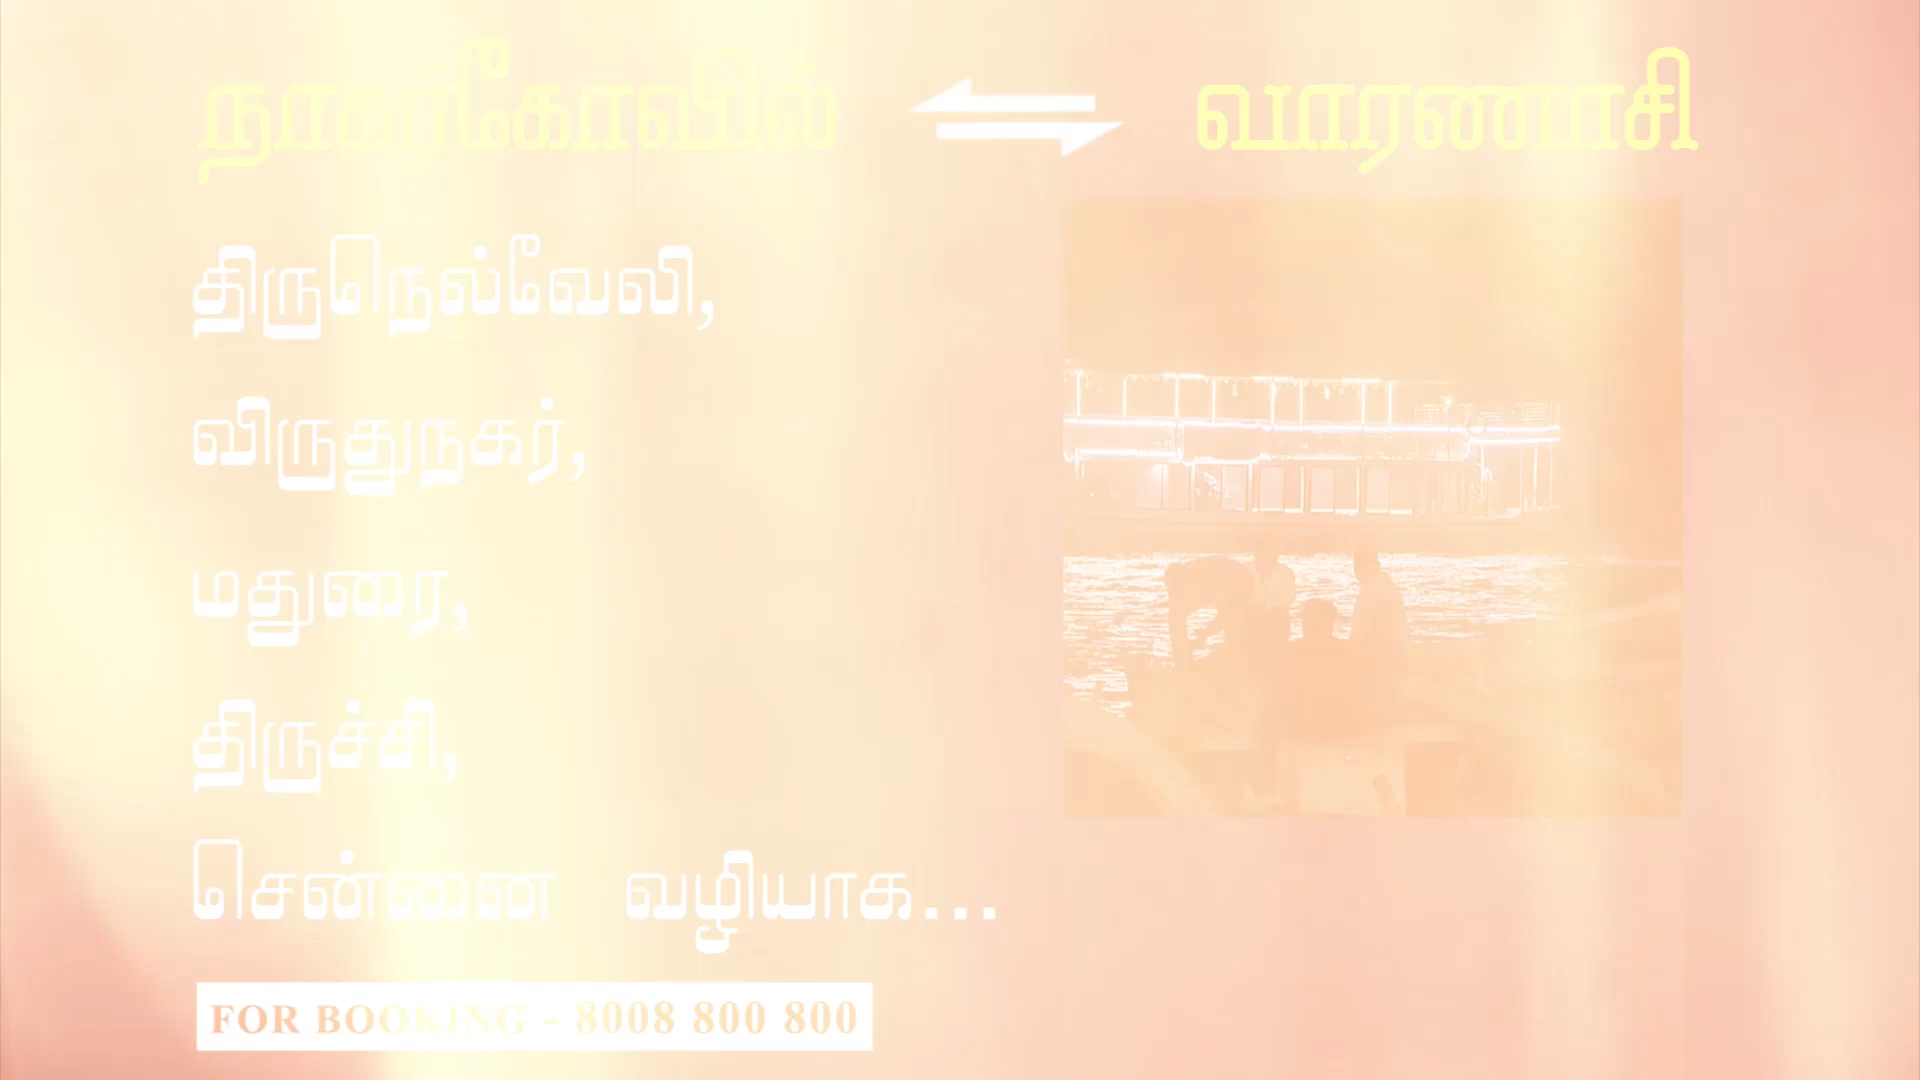 நாகர்கோவில் ⇌ வாரணாசி
திருநெல்வேலி,
விருதுநகர்,
மதுரை,
திருச்சி,
சென்னை வழியாக...
FOR BOOKING - 8008 800 800